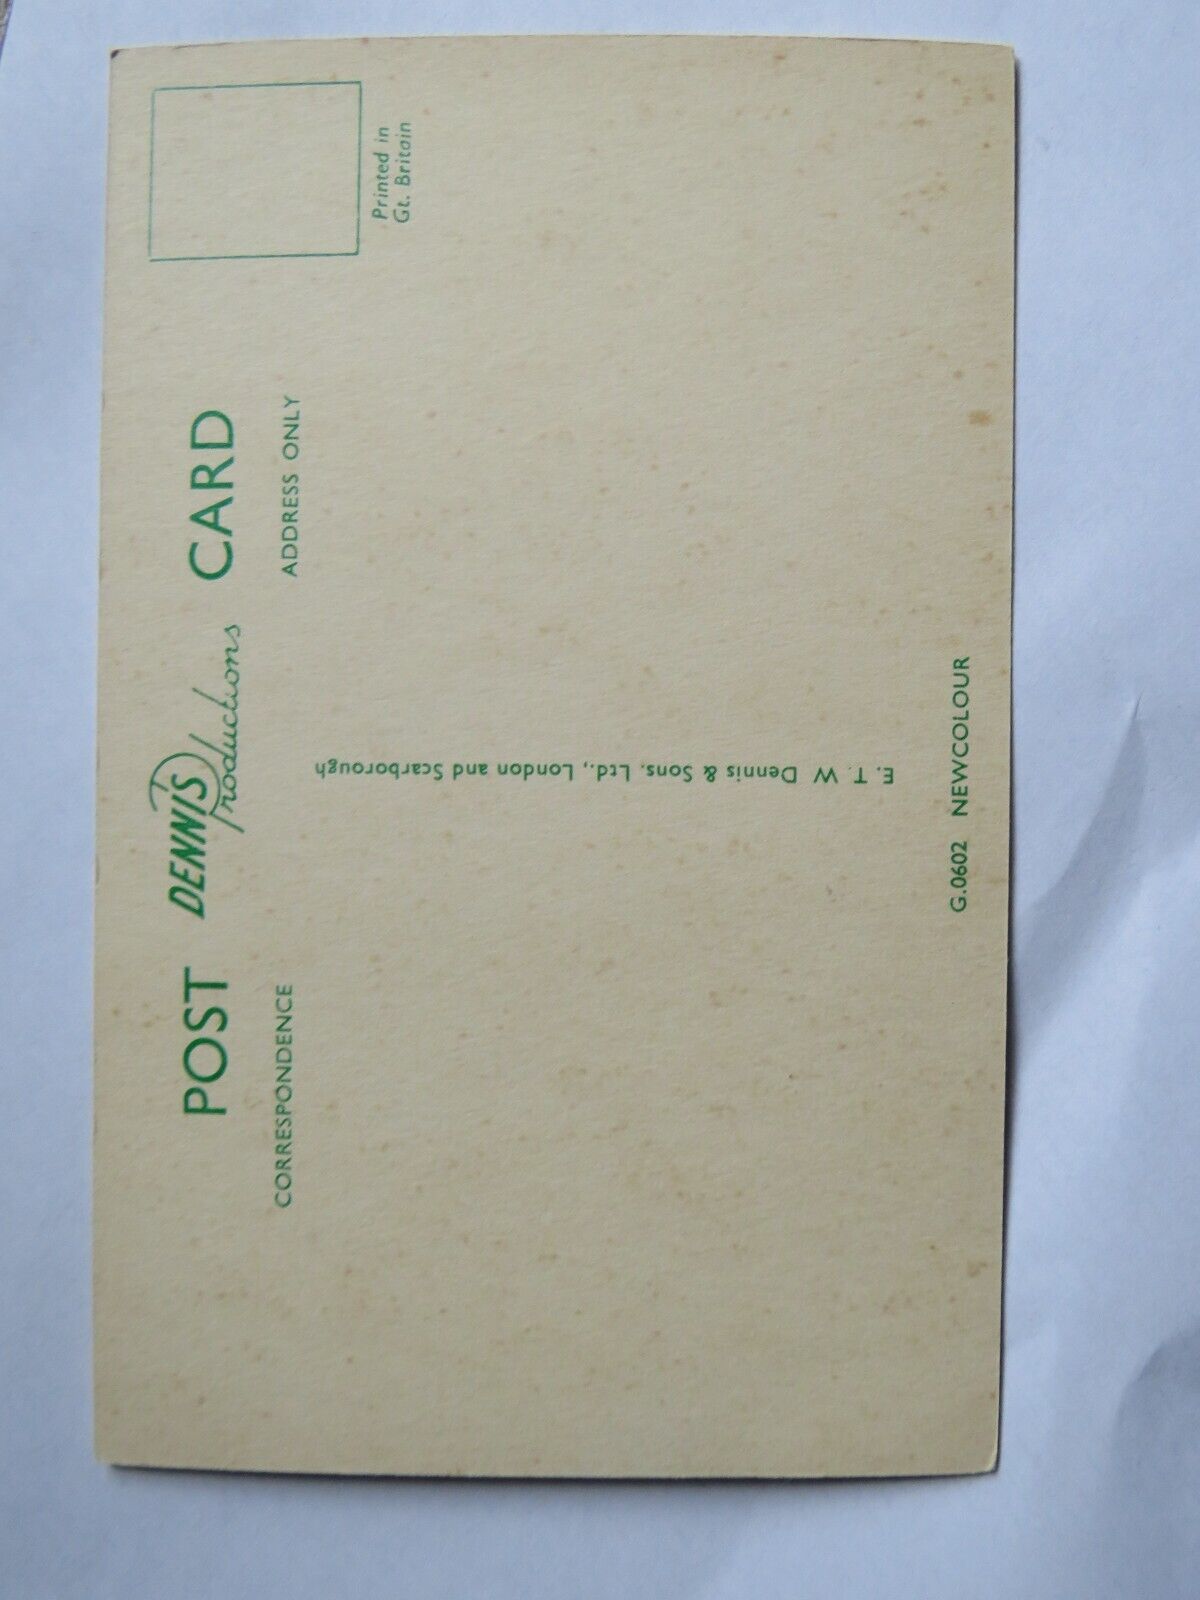 POST DENNIS Productions CARD
CORRESPONDENCE
ADDRESS ONLY
Printed in
Gt. Britain
E. T. W Dennis & Sons. Ltd., London and Scarborough
G.0602 NEWCOLOUR